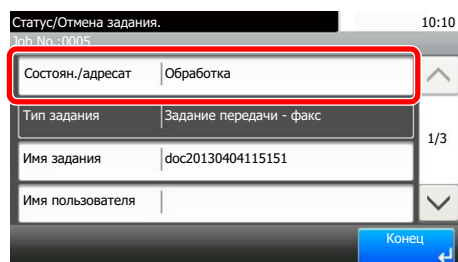 Статус/Отмена задания. 10:10
Job No.:0005
Состоян./адресат Обработка
Тип задания Задание передачи - факс
1/3
Имя задания doc20130404115151
Имя пользователя
Конец